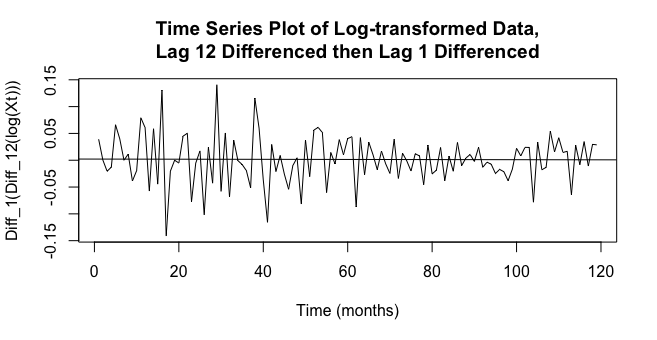 Time Series Plot of Log-transformed Data,
Lag 12 Differenced then Lag 1 Differenced
Diff_1(Diff_12(log(Xt)))
0.15
0.05
-0.05
-0.15
0 20 40 60 80 100 120
Time (months)